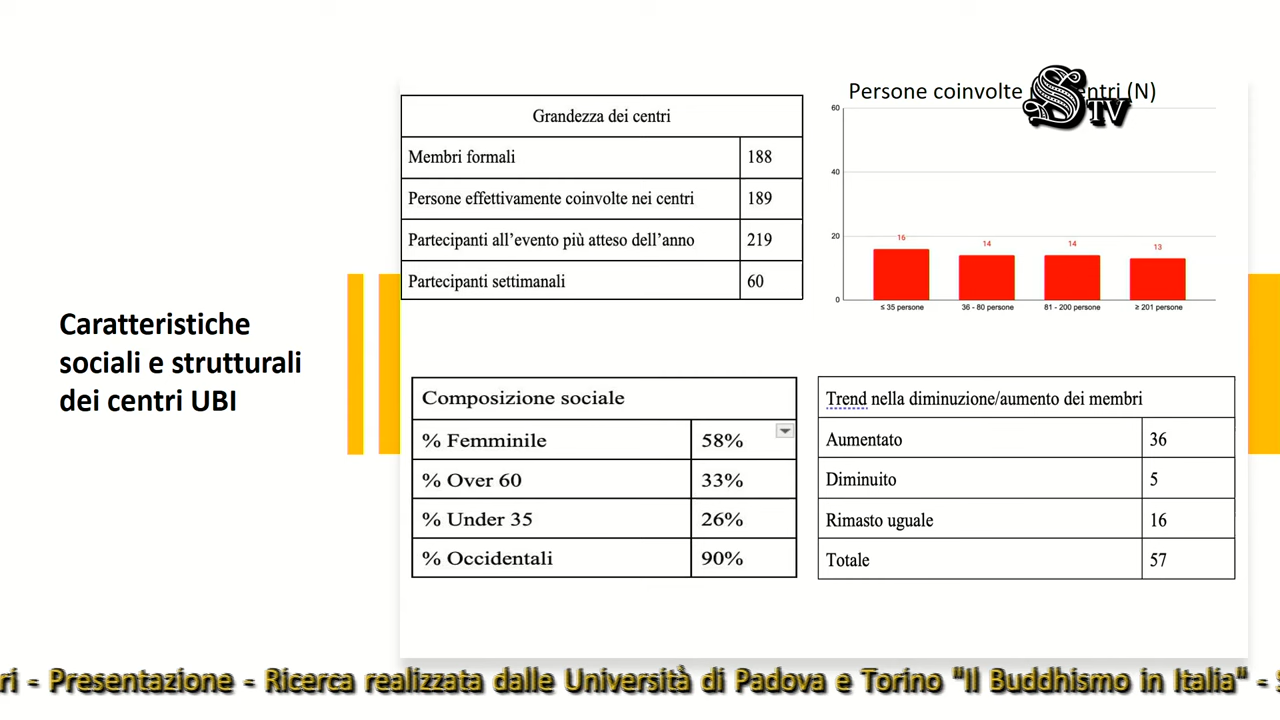 Caratteristiche
sociali e strutturali
dei centri UBI
Grandezza dei centri
Membri formali 188
Persone effettivamente coinvolte nei centri 189
Partecipanti all'evento più atteso dell'anno 219
Partecipanti settimanali 60
Persone coinvolte ntri (N)
STV
60
40
20
0
16
14
14
13
≤ 35 persone
36 - 80 persone
81 - 200 persone
≥ 201 persone
Composizione sociale
% Femminile 58%
% Over 60 33%
% Under 35 26%
% Occidentali 90%
Trend nella diminuzione/aumento dei membri
Aumentato 36
Diminuito 5
Rimasto uguale 16
Totale 57
ri - Presentazione - Ricerca realizzata dalle Università di Padova e Torino "Il Buddhismo in Italia" - S